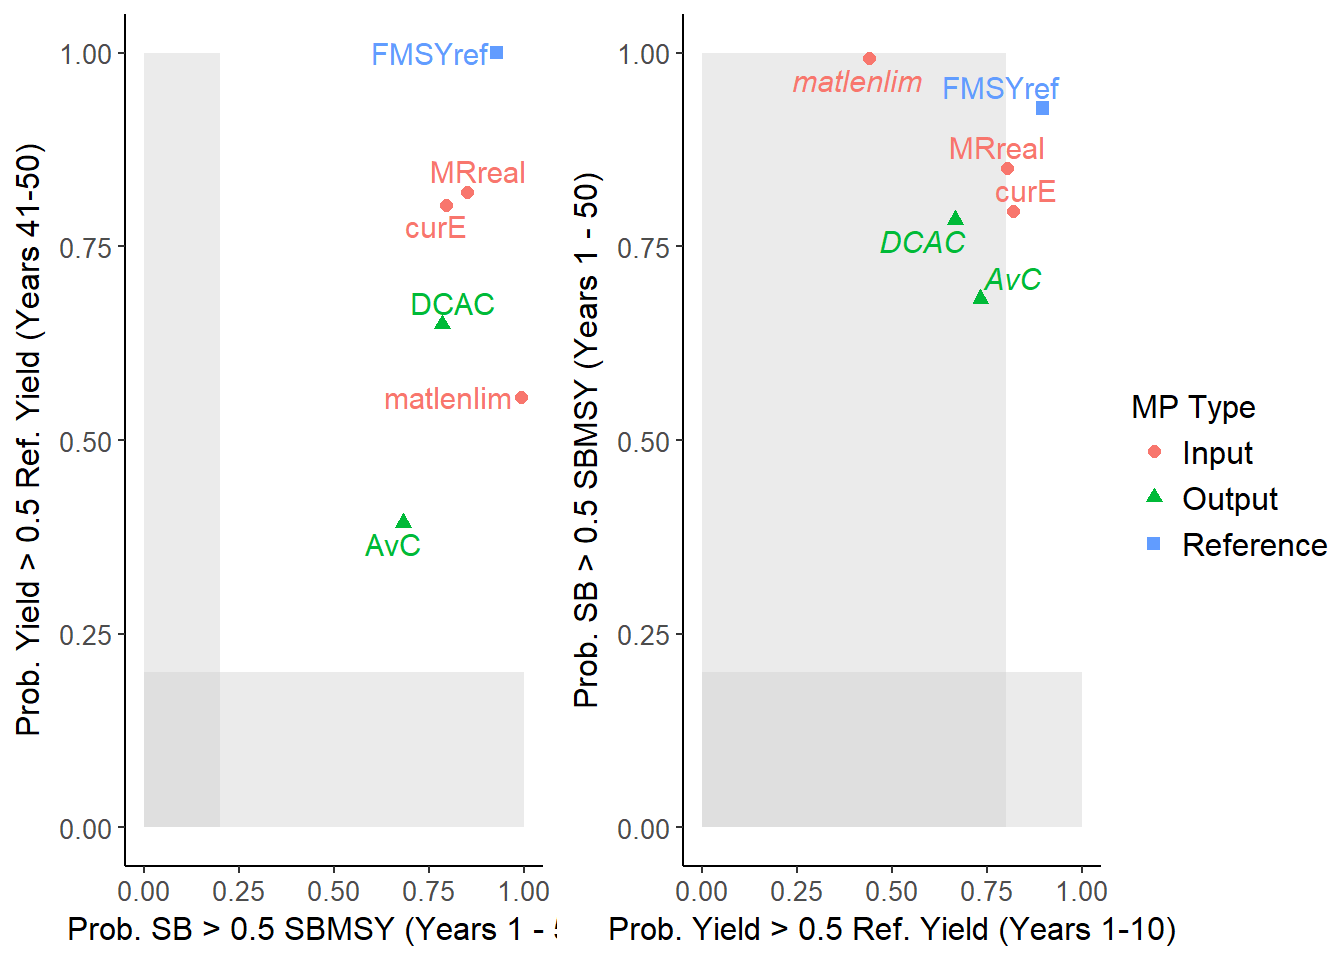 Prob. Yield > 0.5 Ref. Yield (Years 41-50)
1.00
0.75
0.50
0.25
0.00
FMSYref
MRreal
curE
DCAC
matlenlim
AvC
0.00 0.25 0.50 0.75 1.00
Prob. SB > 0.5 SBMSY (Years 1 -
Prob. SB > 0.5 SBMSY (Years 1 - 50)
1.00
0.75
0.50
0.25
0.00
matlenlim
FMSYref
MRreal
curE
DCAC
AvC
0.00 0.25 0.50 0.75 1.00
Prob. Yield > 0.5 Ref. Yield (Years 1-10)
MP Type
Input
Output
Reference